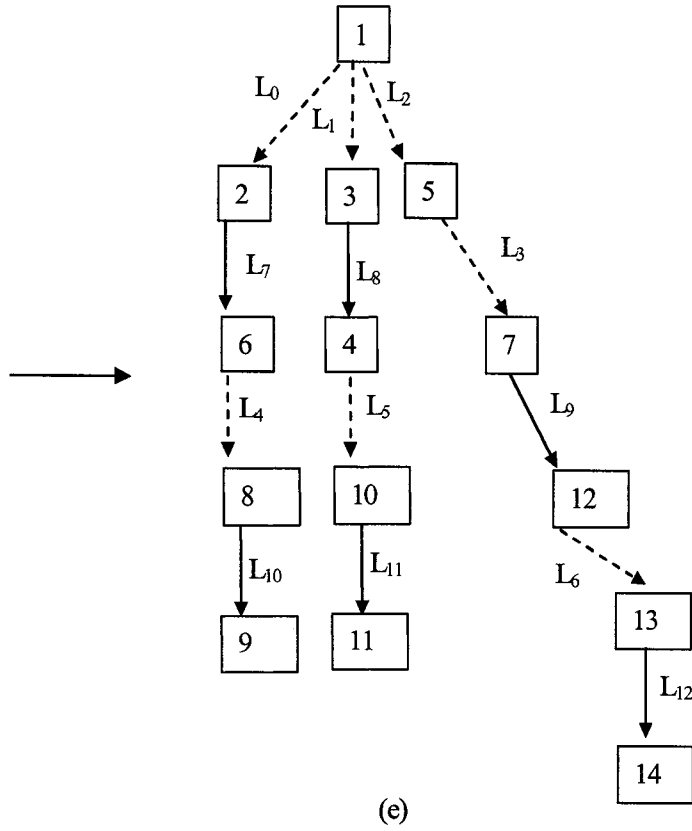 1
L₀ L₁ L₂
2 3 5
L₇ L₈ L₃
6 4 7
L₄ L₅ L₉
8 10 12
L₁₀ L₁₁ L₆
9 11 13
L₁₂
14
(e)